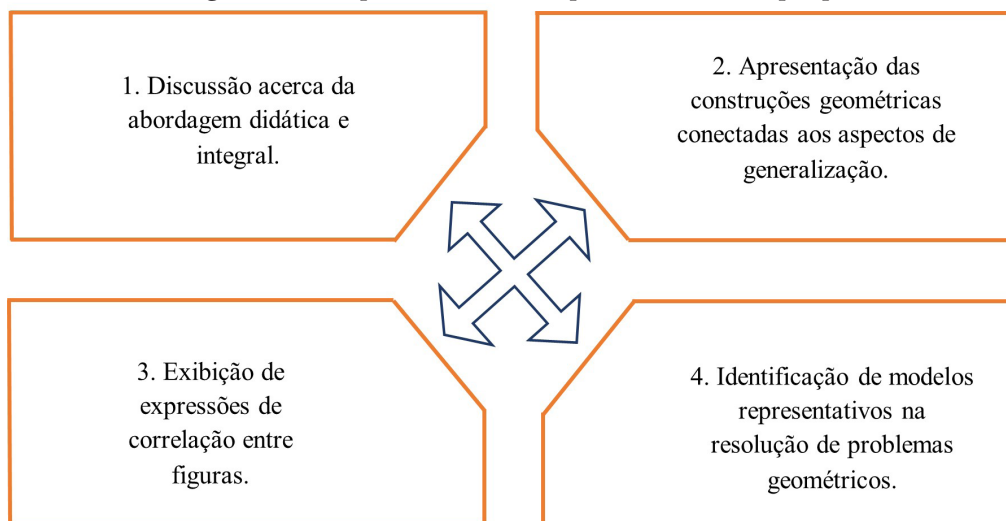 1. Discussão acerca da
abordagem didática e
integral.
2. Apresentação das
construções geométricas
conectadas aos aspectos de
generalização.
3. Exibição de
expressões de
correlação entre
figuras.
4. Identificação de modelos
representativos na
resolução de problemas
geométricos.